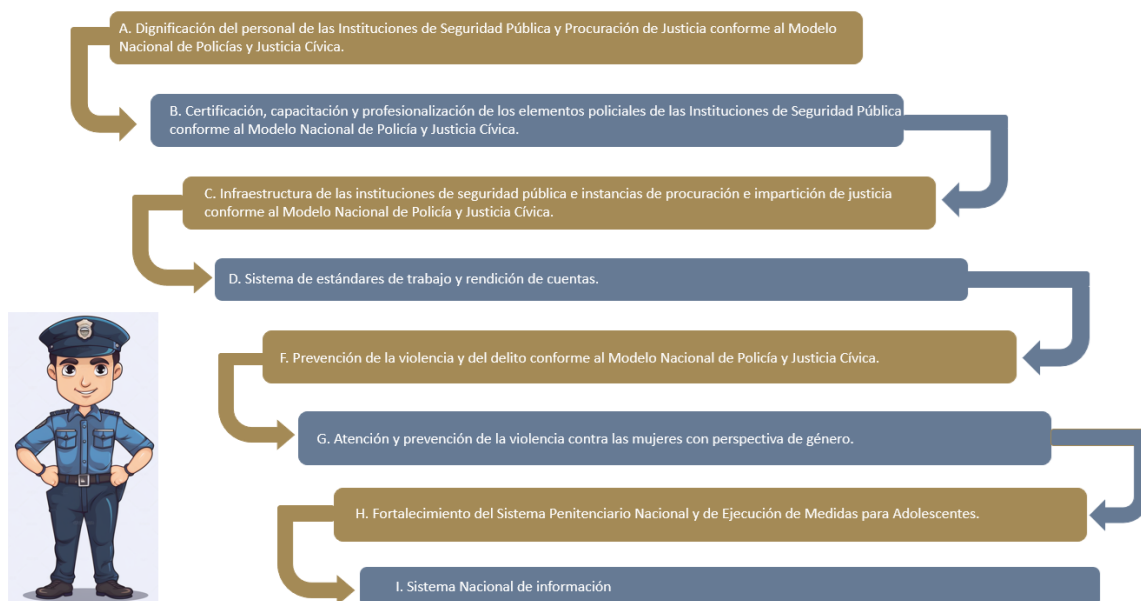 A. Dignificación del personal de las Instituciones de Seguridad Pública y Procuración de Justicia conforme al Modelo
Nacional de Policías y Justicia Cívica.
B. Certificación, capacitación y profesionalización de los elementos policiales de las Instituciones de Seguridad Pública
conforme al Modelo Nacional de Policía y Justicia Cívica.
C. Infraestructura de las instituciones de seguridad pública e instancias de procuración e impartición de justicia
conforme al Modelo Nacional de Policía y Justicia Cívica.
D. Sistema de estándares de trabajo y rendición de cuentas.
F. Prevención de la violencia y del delito conforme al Modelo Nacional de Policía y Justicia Cívica.
G. Atención y prevención de la violencia contra las mujeres con perspectiva de género.
H. Fortalecimiento del Sistema Penitenciario Nacional y de Ejecución de Medidas para Adolescentes.
I. Sistema Nacional de información